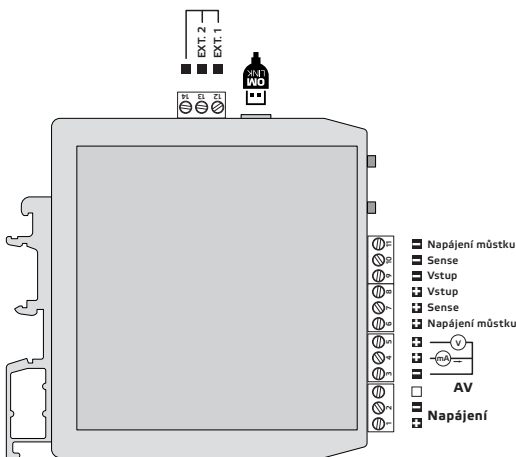 EXT. 2
EXT. 1
OM
LINK
14
13
12
11 Napájení můstku
10 Sense
9 Vstup
8 Vstup
7 Sense
6 Napájení můstku
5 V
4 mA
3
AV
2
1
Napájení